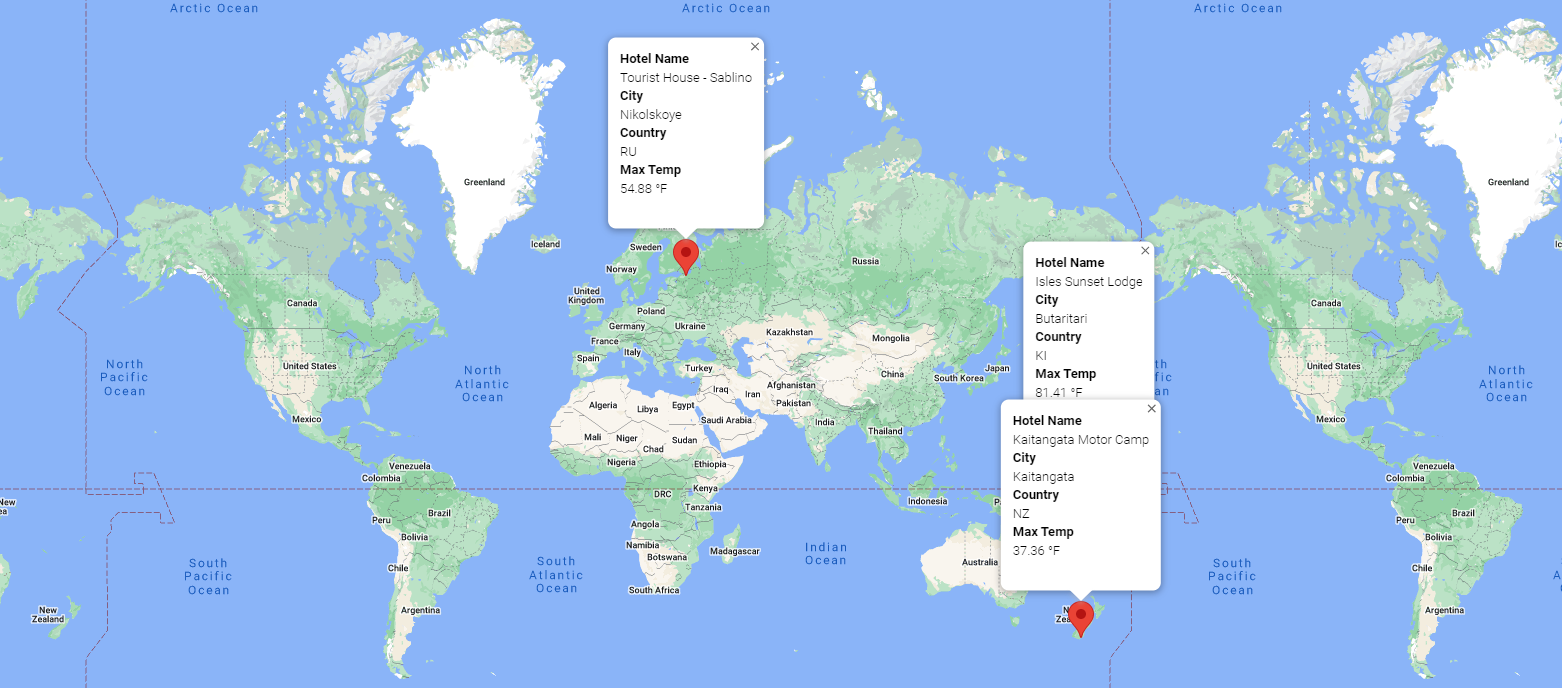 Arctic Ocean
Arctic Ocean
Arctic Ocean
×
Hotel Name
Tourist House - Sablino
City
Nikolskoye
Country
RU
Max Temp
54.88 °F
×
Hotel Name
Isles Sunset Lodge
City
Butaritari
Country
KI
Max Temp
81.41 °F
×
Hotel Name
Kaitangata Motor Camp
City
Kaitangata
Country
NZ
Max Temp
37.36 °F
Greenland
Greenland
Iceland
Sweden
Norway
Russia
United
Kingdom
Poland
Germany
Ukraine
France
Kazakhstan
Mongolia
Spain
Italy
Turkey
China
South Korea
Japan
Iraq
Iran
Afghanistan
Pakistan
Algeria
Libya
Egypt
Saudi Arabia
India
Mali
Niger
Sudan
Chad
Thailand
Nigeria
Ethiopia
Kenya
DRC
Tanzania
Indonesia
Angola
Namibia
Botswana
Madagascar
South Africa
Australia
Indian
Ocean
Canada
United States
Mexico
North
Pacific
Ocean
North
Atlantic
Ocean
Venezuela
Colombia
Peru
Brazil
Bolivia
Chile
Argentina
South
Pacific
Ocean
South
Atlantic
Ocean
New
Zealand
Canada
United States
Mexico
North
Atlantic
Ocean
Venezuela
Colombia
Peru
Brazil
Bolivia
Chile
Argentina
South
Pacific
Ocean